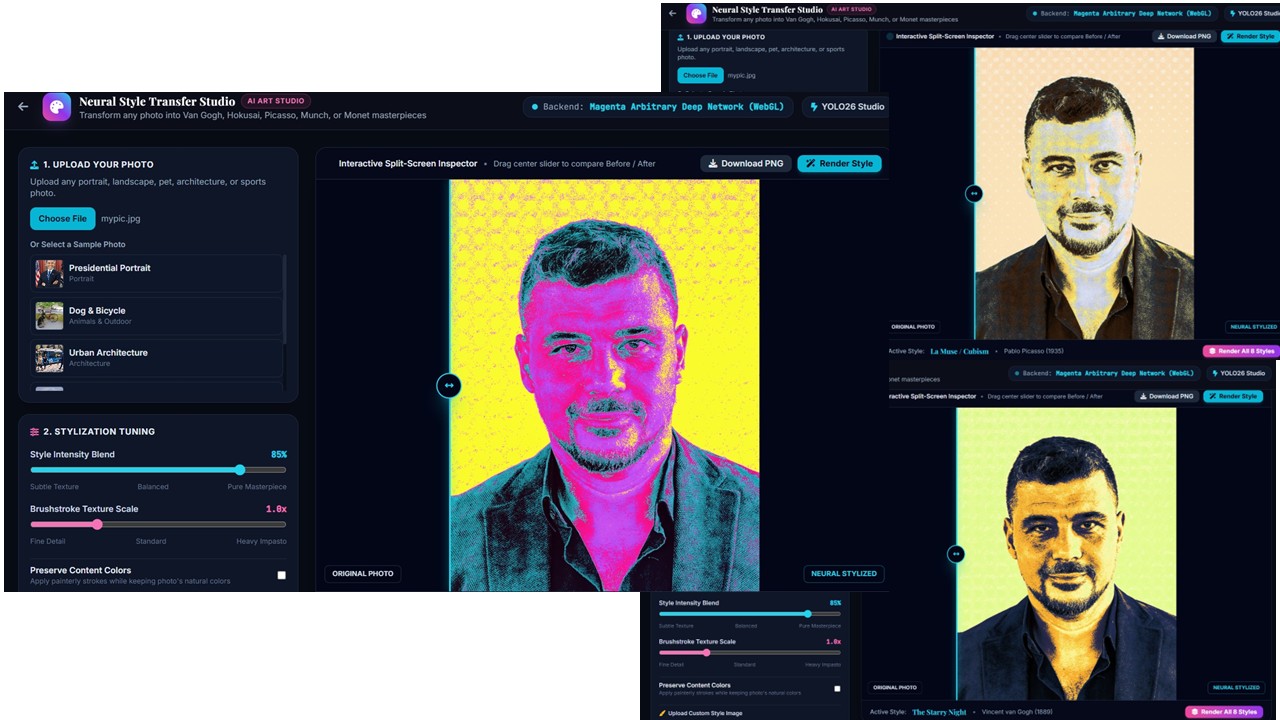 Neural Style Transfer Studio AI ART STUDIO
Transform any photo into Van Gogh, Hokusai, Picasso, Munch, or Monet masterpieces
Backend: Magenta Arbitrary Deep Network (WebGL)
1. UPLOAD YOUR PHOTO
Upload any portrait, landscape, pet, architecture, or sports
photo.
Choose File mypic.jpg
Interactive Split-Screen Inspector • Drag center slider to compare Before / After
Download PNG
Render Style
ORIGINAL PHOTO
NEURAL STYLIZED
Active Style: La Muse / Cubism • Pablo Picasso (1935)
Render All 8 Styles
Neural Style Transfer Studio AI ART STUDIO
Transform any photo into Van Gogh, Hokusai, Picasso, Munch, or Monet masterpieces
Backend: Magenta Arbitrary Deep Network (WebGL)
YOLO26 Studio
1. UPLOAD YOUR PHOTO
Upload any portrait, landscape, pet, architecture, or sports
photo.
Choose File mypic.jpg
Or Select a Sample Photo
Presidential Portrait
Portrait
Dog & Bicycle
Animals & Outdoor
Urban Architecture
Architecture
2. STYLIZATION TUNING
Style Intensity Blend 85%
Subtle Texture Balanced Pure Masterpiece
Brushstroke Texture Scale 1.0x
Fine Detail Standard Heavy Impasto
Preserve Content Colors
Apply painterly strokes while keeping photo's natural colors
Interactive Split-Screen Inspector • Drag center slider to compare Before / After
Download PNG
Render Style
ORIGINAL PHOTO
NEURAL STYLIZED
masterpieces
Backend: Magenta Arbitrary Deep Network (WebGL)
YOLO26 Studio
Split-Screen Inspector • Drag center slider to compare Before / After
Download PNG
Render Style
Style Intensity Blend 85%
Subtle Texture Balanced Pure Masterpiece
Brushstroke Texture Scale 1.0x
Fine Detail Standard Heavy Impasto
Preserve Content Colors
Apply painterly strokes while keeping photo's natural colors
Upload Custom Style Image
ORIGINAL PHOTO
NEURAL STYLIZED
Active Style: The Starry Night • Vincent van Gogh (1889)
Render All 8 Styles